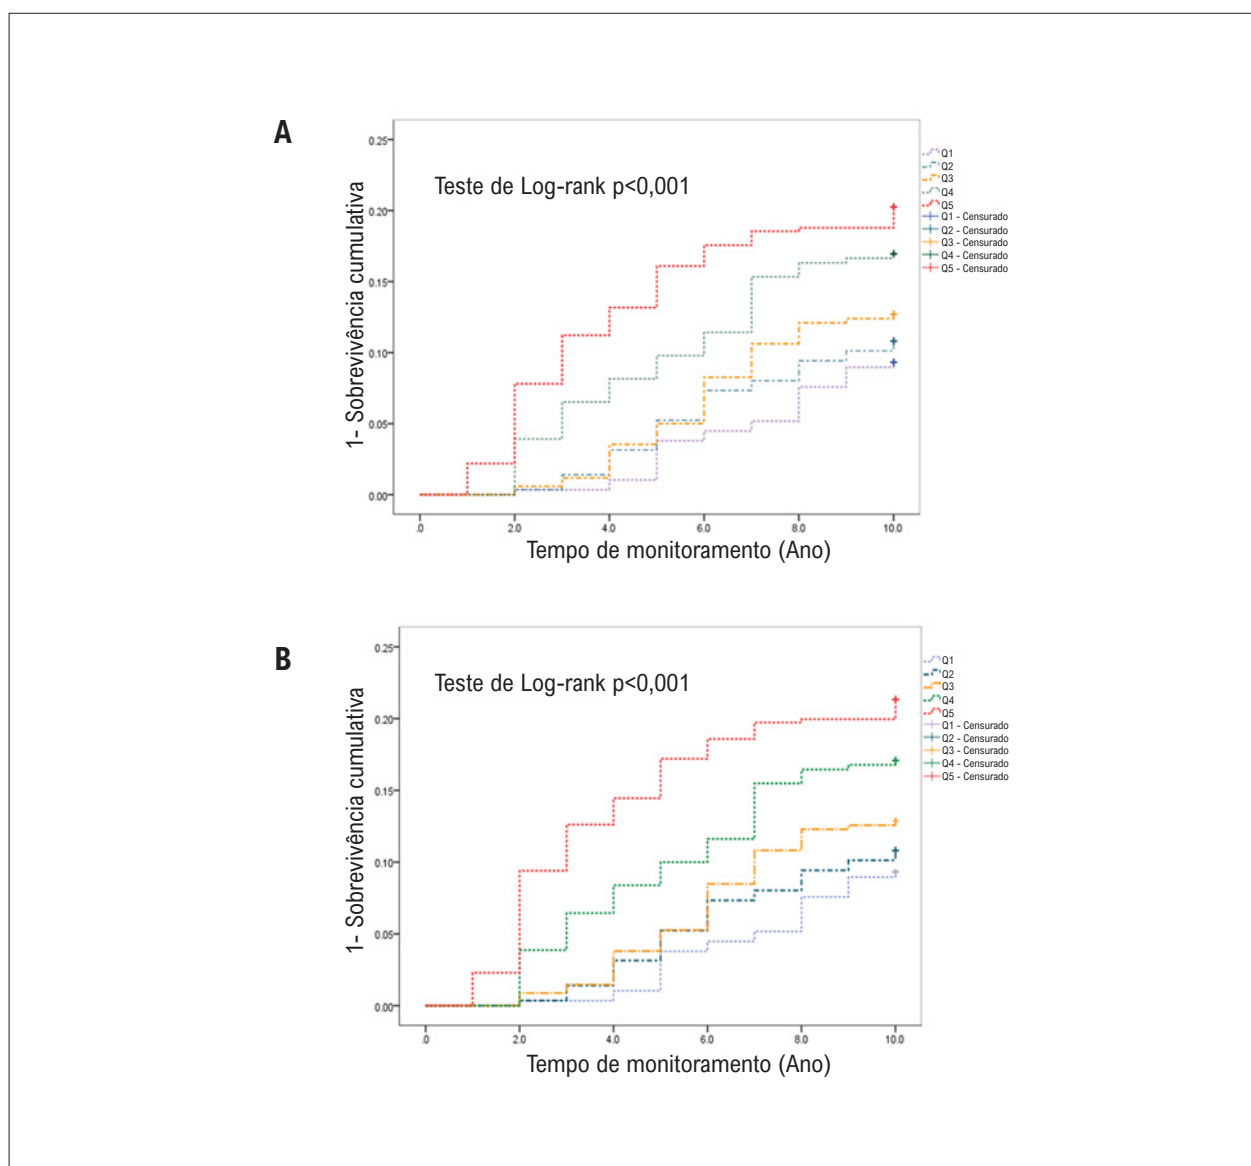 A
1- Sobrevivência cumulativa
0.25
0.20
0.15
0.10
0.05
0.00
Teste de Log-rank p<0,001
.0
2.0
4.0
6.0
8.0
10.0
Tempo de monitoramento (Ano)
Q1
Q2
Q3
Q4
Q5
Q1 - Censurado
Q2 - Censurado
Q3 - Censurado
Q4 - Censurado
Q5 - Censurado
B
1- Sobrevivência cumulativa
0.25
0.20
0.15
0.10
0.05
0.00
Teste de Log-rank p<0,001
.0
2.0
4.0
6.0
8.0
10.0
Tempo de monitoramento (Ano)
Q1
Q2
Q3
Q4
Q5
Q1 - Censurado
Q2 - Censurado
Q3 - Censurado
Q4 - Censurado
Q5 - Censurado